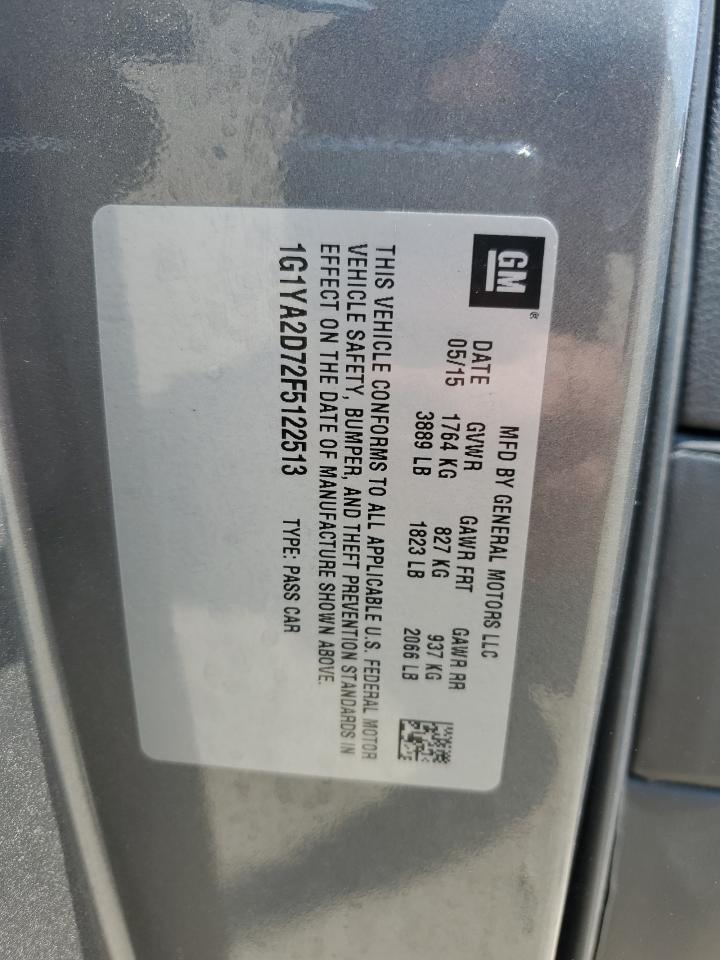 GM®
MFD BY GENERAL MOTORS LLC
DATE GVWR GAWR FRT GAWR RR
05/15 1764 KG 827 KG 937 KG
3889 LB 1823 LB 2066 LB
THIS VEHICLE CONFORMS TO ALL APPLICABLE U.S. FEDERAL MOTOR
VEHICLE SAFETY, BUMPER, AND THEFT PREVENTION STANDARDS IN
EFFECT ON THE DATE OF MANUFACTURE SHOWN ABOVE.
1G1YA2D72F5122513 TYPE: PASS CAR